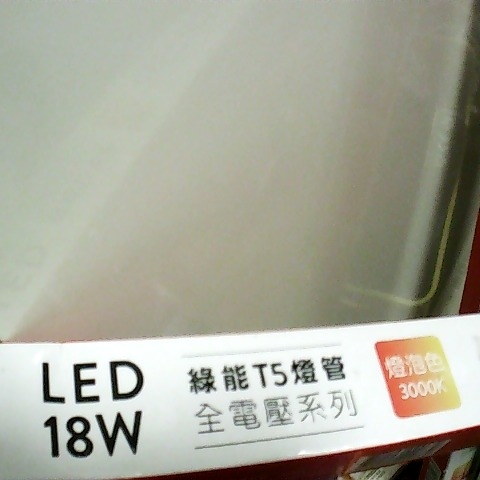 LED
18W
綠能T5燈管
全電壓系列
燈泡色
3000K